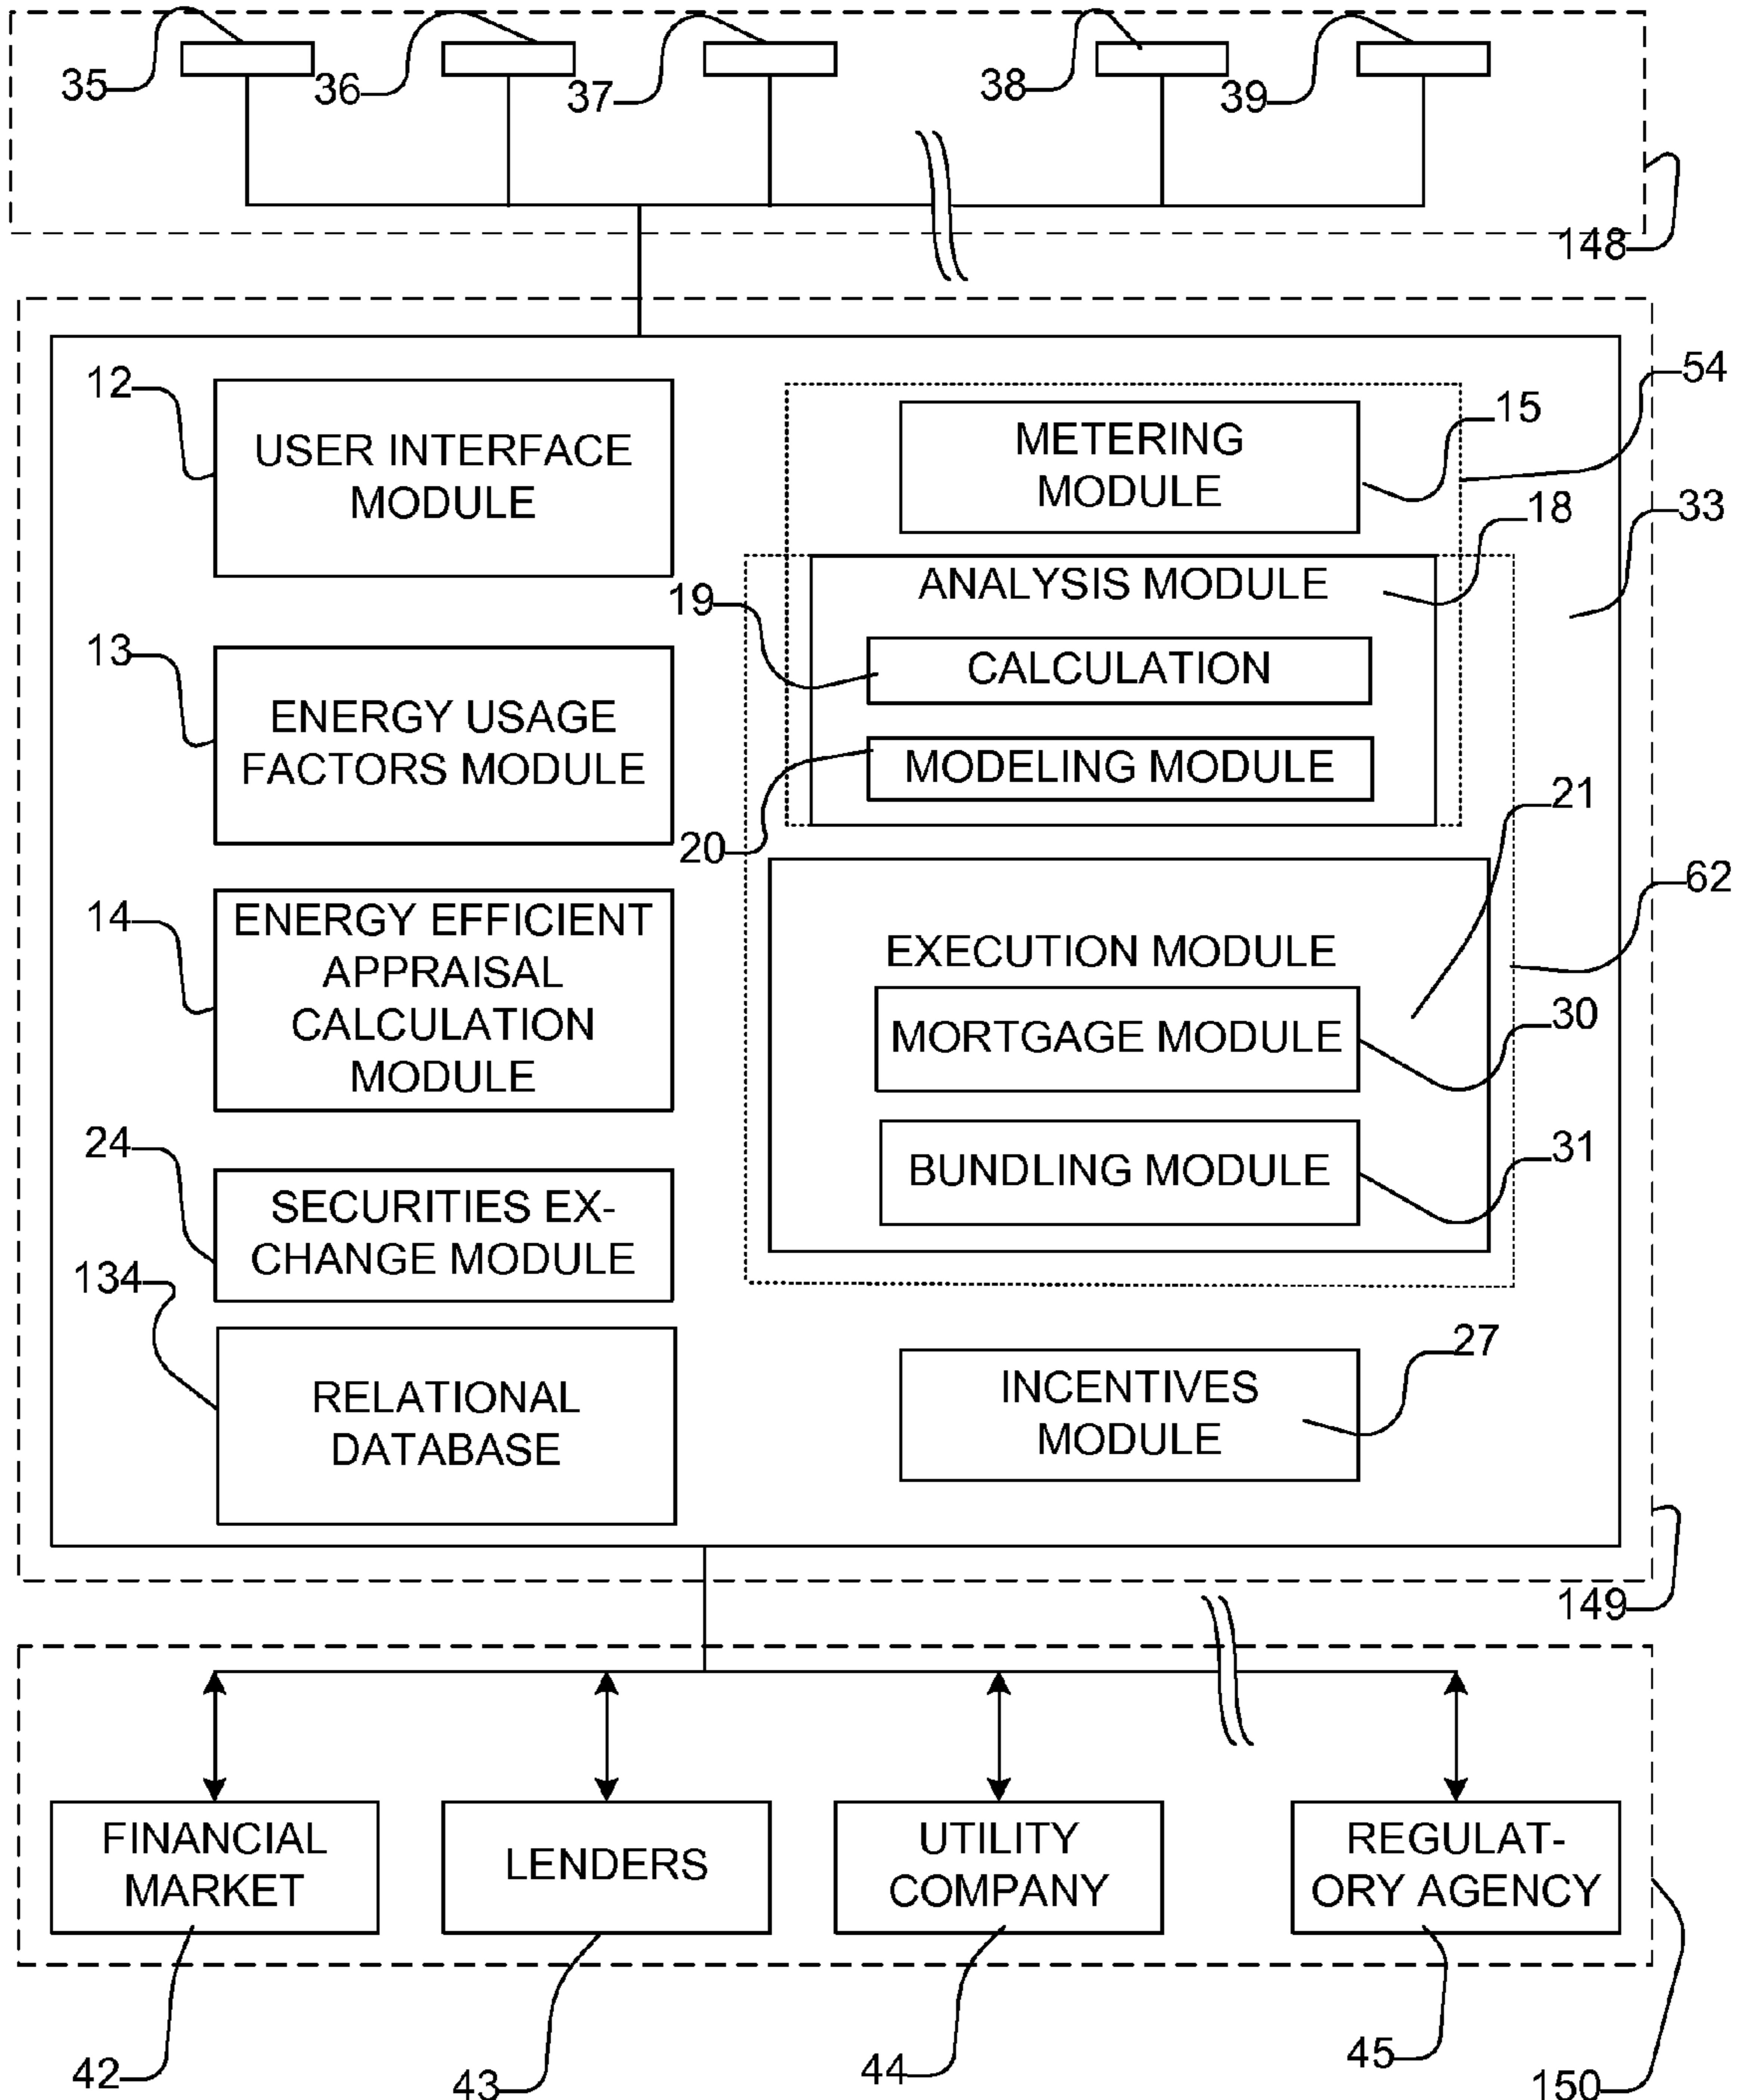 35
36
37
38
39
148
12
USER INTERFACE
MODULE
METERING
MODULE
15
54
18
33
13
ENERGY USAGE
FACTORS MODULE
ANALYSIS MODULE
19
CALCULATION
20
MODELING MODULE
21
62
14
ENERGY EFFICIENT
APPRAISAL
CALCULATION
MODULE
EXECUTION MODULE
MORTGAGE MODULE
30
BUNDLING MODULE
31
24
SECURITIES EX-
CHANGE MODULE
134
RELATIONAL
DATABASE
INCENTIVES
MODULE
27
149
FINANCIAL
MARKET
LENDERS
UTILITY
COMPANY
REGULAT-
ORY AGENCY
42
43
44
45
150